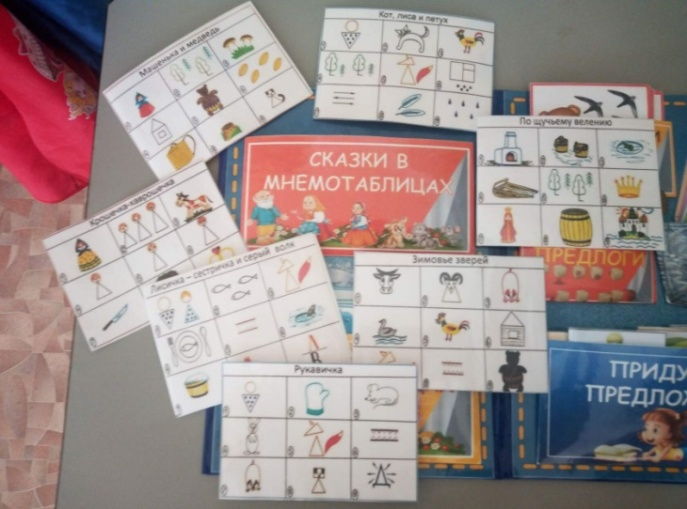 Машенька и медведь
Кот, лиса и петух
По щучьему велению
СКАЗКИ В
МНЕМОТАБЛИЦАХ
Крошечка-хаврошечка
Лисичка – сестричка и серый волк
Зимовье зверей
ПРЕДЛОГИ
Рукавичка
ПРИДУ
ПРЕДЛОЖ